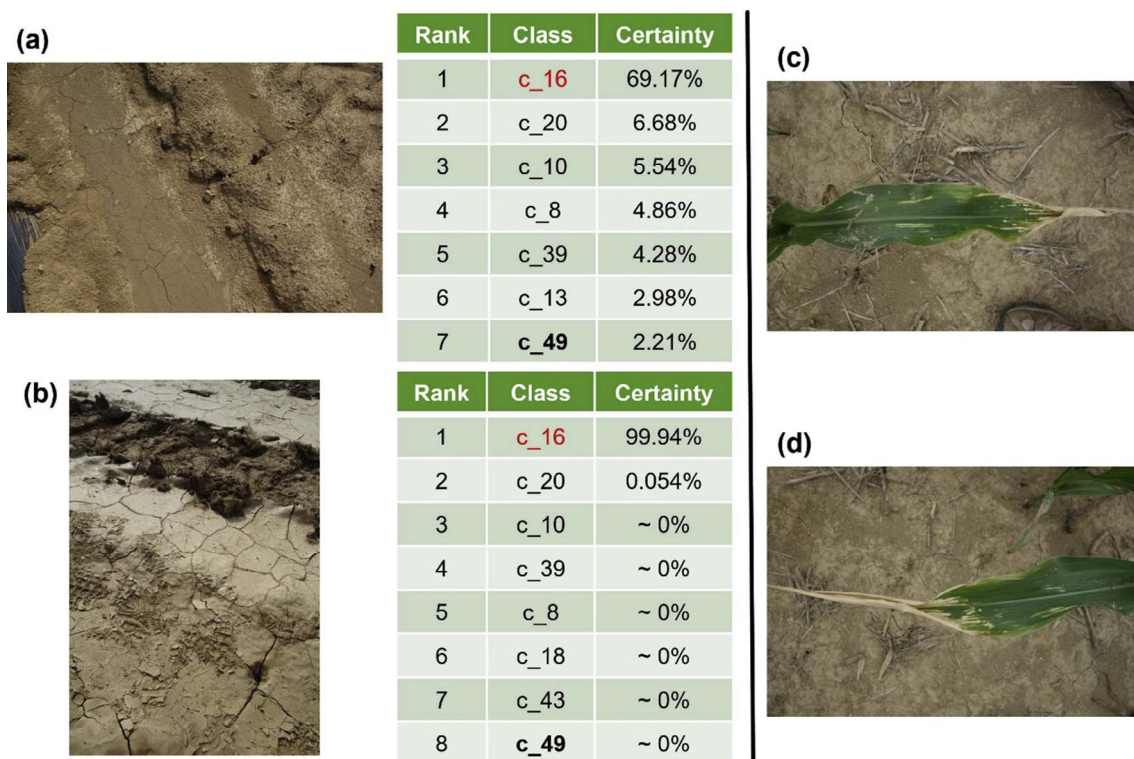 (a)
Rank Class Certainty
1 c_16 69.17%
2 c_20 6.68%
3 c_10 5.54%
4 c_8 4.86%
5 c_39 4.28%
6 c_13 2.98%
7 c_49 2.21%
(b)
Rank Class Certainty
1 c_16 99.94%
2 c_20 0.054%
3 c_10 ~ 0%
4 c_39 ~ 0%
5 c_8 ~ 0%
6 c_18 ~ 0%
7 c_43 ~ 0%
8 c_49 ~ 0%
(c)
(d)